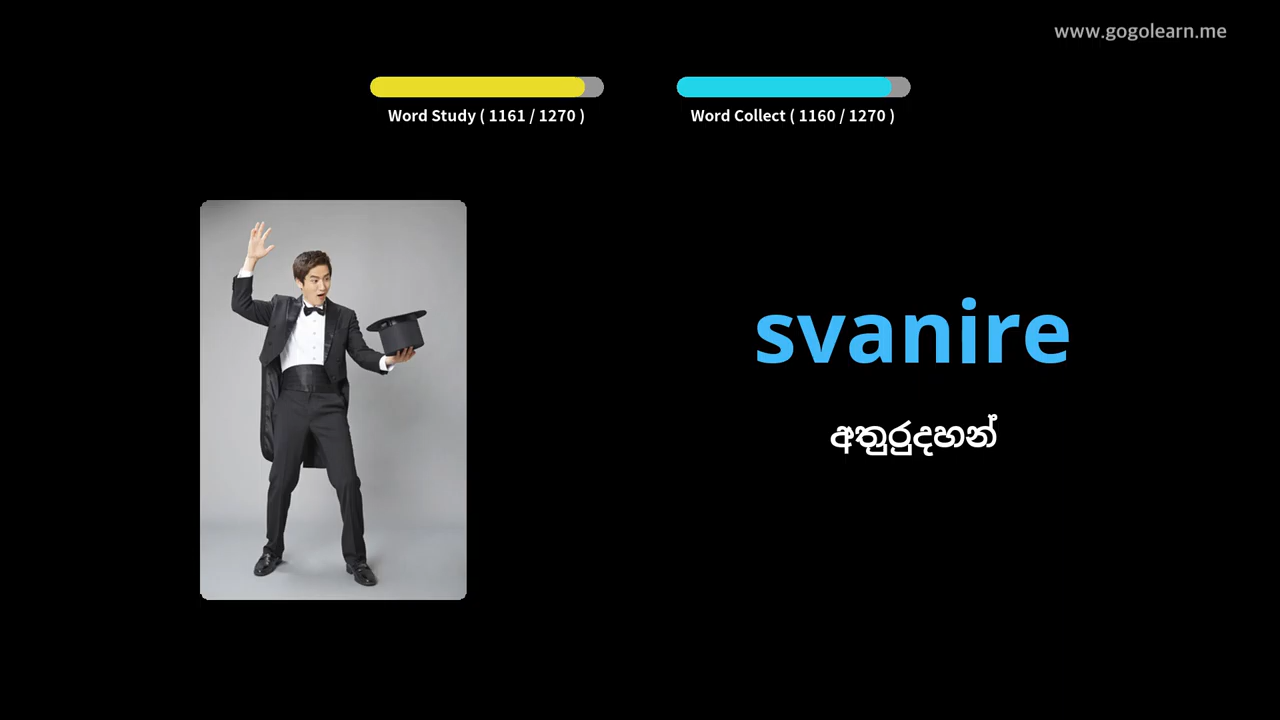 www.gogolearn.me
Word Study ( 1161 / 1270 )
Word Collect ( 1160 / 1270 )
svanire
අතුරුදහන්